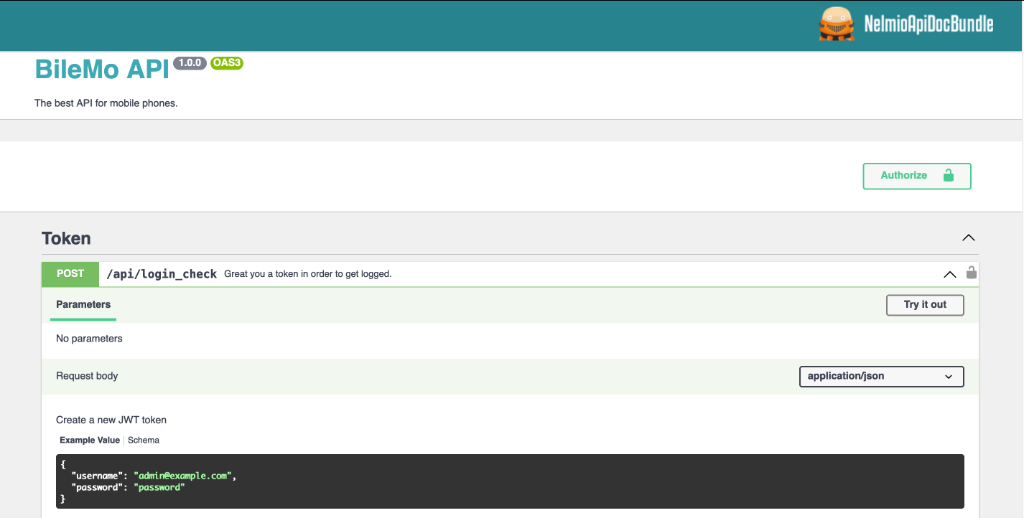 NelmioApiDocBundle
BileMo API 1.0.0 OAS3
The best API for mobile phones.
Authorize
Token
POST /api/login_check Great you a token in order to get logged.
Parameters Try it out
No parameters
Request body application/json
Create a new JWT token
Example Value Schema
{
"username": "admin@example.com",
"password": "password"
}